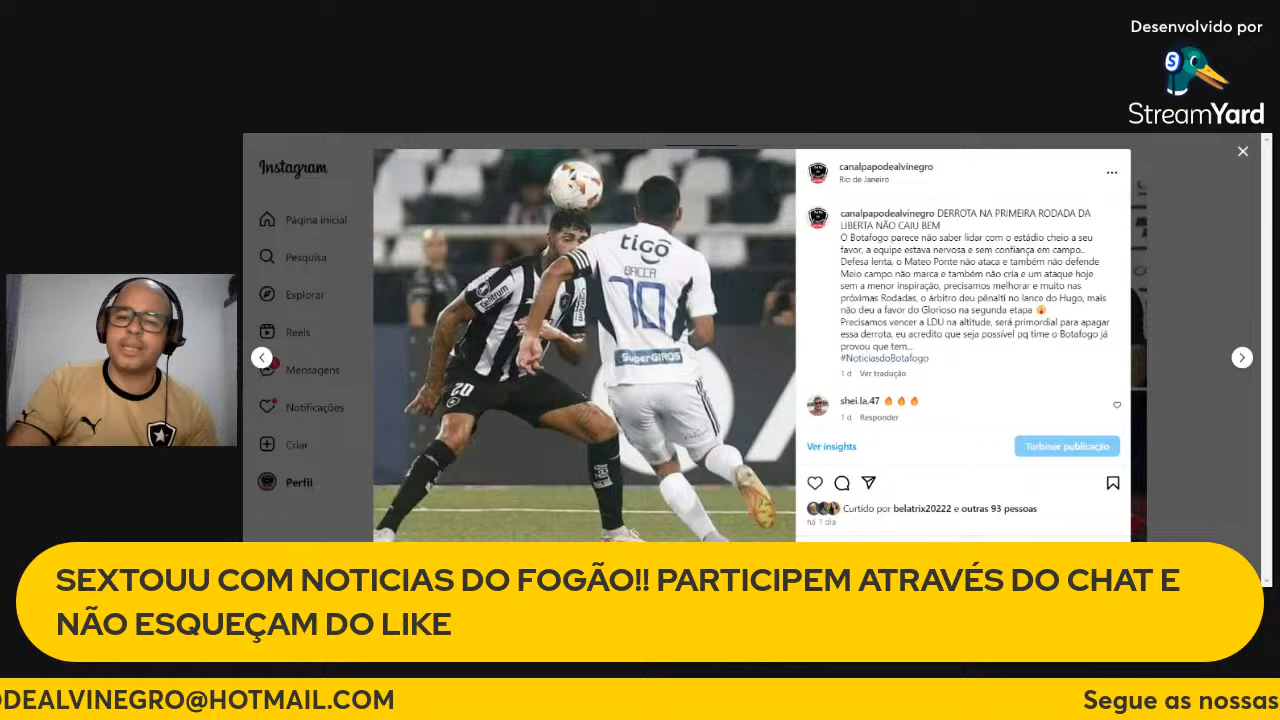 Desenvolvido por
StreamYard
Instagram
Página inicial
Pesquisa
Explorar
Reels
Mensagens
Notificações
Criar
Perfil
centrum
20
tigo
BACCA
70
SuperGIROS
canalpapodealvinegro
Rio de Janeiro
canalpapodealvinegro DERROTA NA PRIMEIRA RODADA DA
LIBERTA NÃO CAIU BEM
O Botafogo parece não saber lidar com o estádio cheio a seu
favor, a equipe estava nervosa e sem confiança em campo.
Defesa lenta, o Mateo Ponte não ataca e também não defende
Meio campo não marca e também não cria e um ataque hoje
sem a menor inspiração, precisamos melhorar e muito nas
próximas Rodadas, o árbitro deu pênalti no lance do Hugo, mais
não deu a favor do Glorioso na segunda etapa 😱
Precisamos vencer a LDU na altitude, será primordial para apagar
essa derrota, eu acredito que seja possível pq time o Botafogo já
provou que tem...
#NoticiasdoBotafogo
1 d Ver tradução
shei.la.47 🔥 🔥 🔥
1 d Responder
Ver insights
Turbinar publicação
Curtido por belatrix20222 e outras 93 pessoas
há 1 dia
SEXTOUU COM NOTICIAS DO FOGÃO!! PARTICIPEM ATRAVÉS DO CHAT E
NÃO ESQUEÇAM DO LIKE
ODEALVINEGRO@HOTMAIL.COM
Segue as nossas